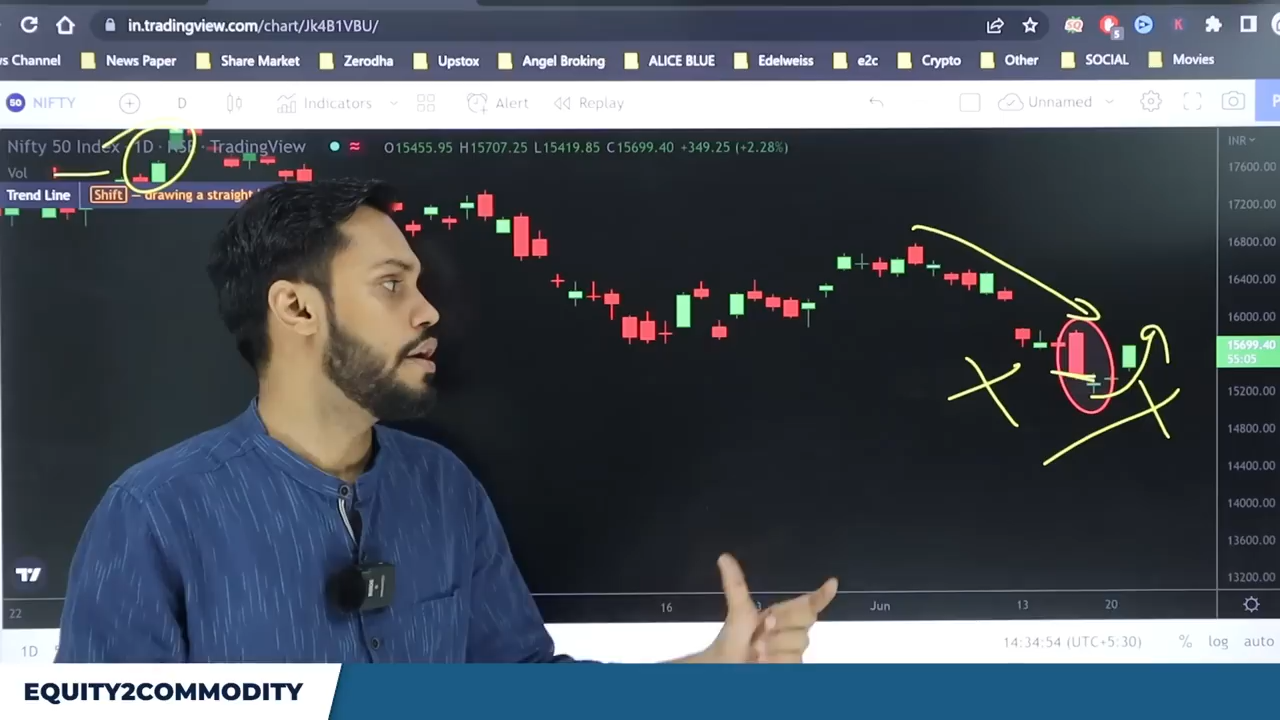 in.tradingview.com/chart/Jk4B1VBU/
5
K
vs Channel News Paper Share Market Zerodha Upstox Angel Broking ALICE BLUE Edelweiss e2c Crypto Other SOCIAL Movies
50 NIFTY D Indicators Alert Replay Unnamed P
Nifty 50 Index · 1D · NSE · TradingView O15455.95 H15707.25 L15419.85 C15699.40 +349.25 (+2.28%)
INR
Vol
17600.00
Trend Line Shift — drawing a straight
17200.00
16800.00
16400.00
16000.00
15699.40
55:05
15200.00
14800.00
14400.00
14000.00
13600.00
13200.00
22 16 Jun 13 20
1D 14:34:54 (UTC+5:30) % log auto
EQUITY2COMMODITY